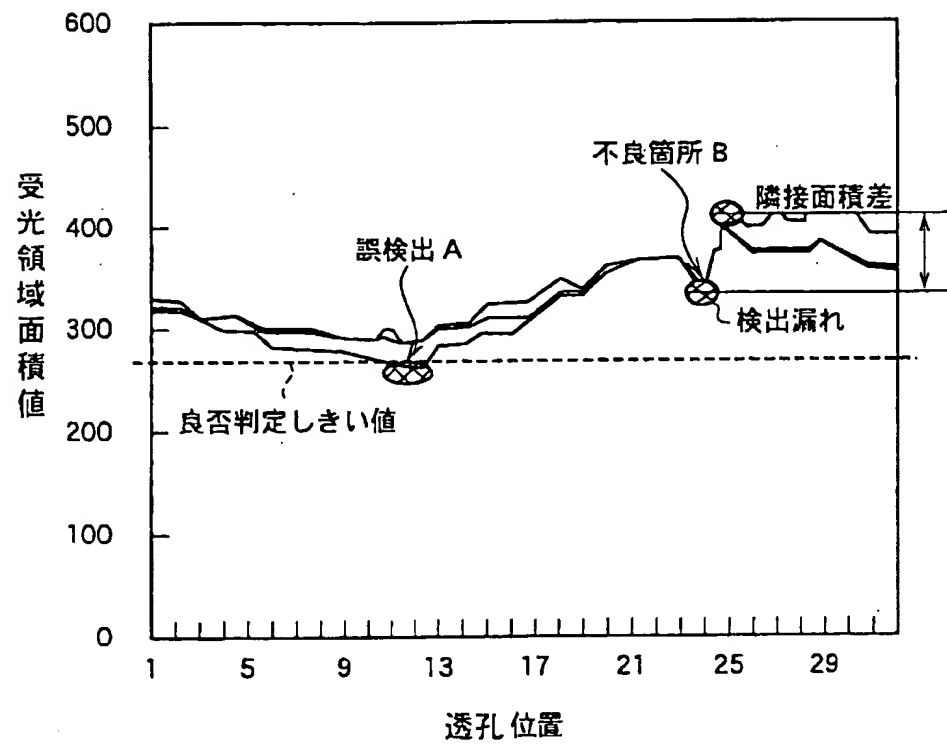 600
500
400
300
200
100
0
受光領域面積値
不良箇所 B
隣接面積差
誤検出 A
検出漏れ
良否判定しきい値
1 5 9 13 17 21 25 29
透孔位置